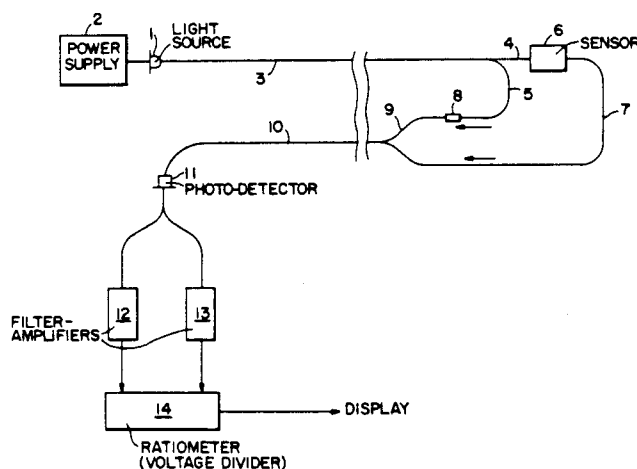 2
POWER
SUPPLY
1
LIGHT
SOURCE
3
4
6
SENSOR
5
7
8
9
10
11
PHOTO-DETECTOR
FILTER-
AMPLIFIERS
12
13
14
DISPLAY
RATIOMETER
(VOLTAGE DIVIDER)